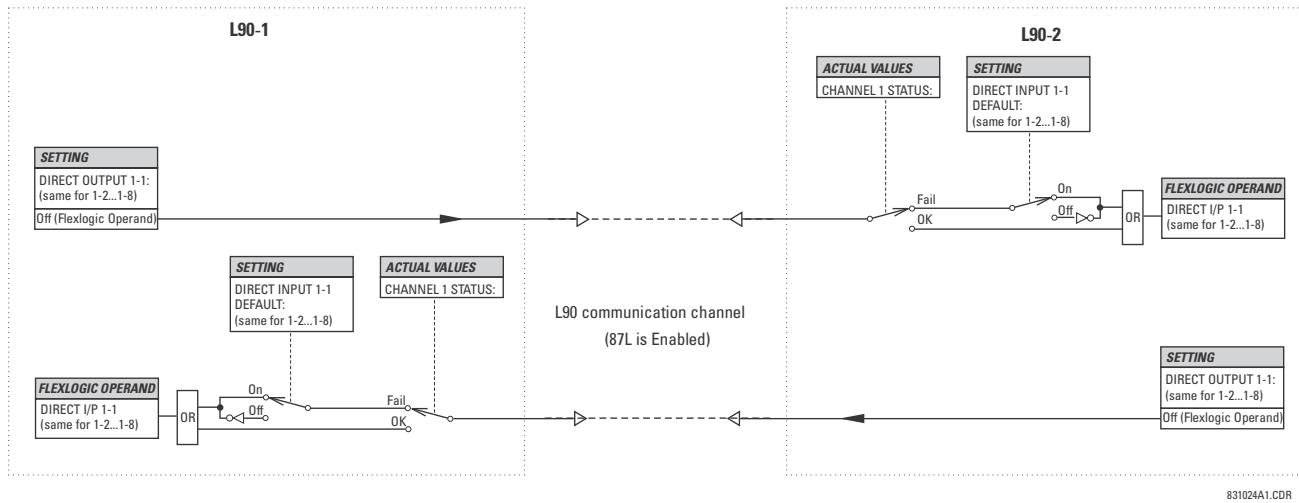 L90-1
L90-2
ACTUAL VALUES
CHANNEL 1 STATUS:
SETTING
DIRECT INPUT 1-1
DEFAULT:
(same for 1-2...1-8)
SETTING
DIRECT OUTPUT 1-1:
(same for 1-2...1-8)
Off (Flexlogic Operand)
Fail
OK
On
Off
OR
FLEXLOGIC OPERAND
DIRECT I/P 1-1
(same for 1-2...1-8)
SETTING
DIRECT INPUT 1-1
DEFAULT:
(same for 1-2...1-8)
ACTUAL VALUES
CHANNEL 1 STATUS:
L90 communication channel
(87L is Enabled)
FLEXLOGIC OPERAND
DIRECT I/P 1-1
(same for 1-2...1-8)
OR
On
Off
Fail
OK
SETTING
DIRECT OUTPUT 1-1:
(same for 1-2...1-8)
Off (Flexlogic Operand)
831024A1.CDR